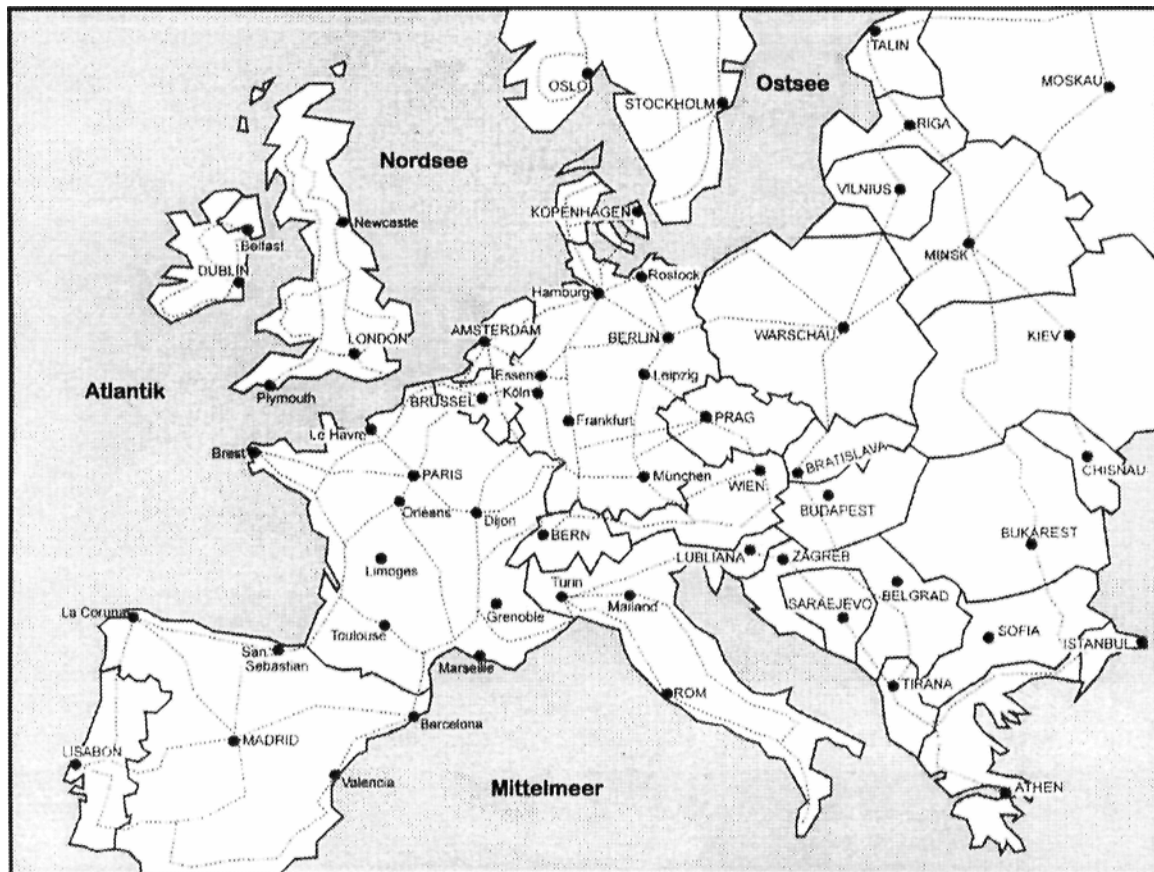 TALIN
OSLO
Ostsee
MOSKAU
STOCKHOLM
RIGA
Nordsee
VILNIUS
KOPENHAGEN
Newcastle
Belfast
DUBLIN
MINSK
Rostock
Hamburg
LONDON
AMSTERDAM
BERLIN
WARSCHAU
KIEV
Essen
Leipzig
Atlantik
Plymouth
BRÜSSEL
Köln
PRAG
Le Havre
Frankfurt
Brest
BRATISLAVA
CHISNAU
PARIS
München
WIEN
Orléans
Dijon
BUDAPEST
BERN
BUKAREST
LUBLIANA
ZAGREB
Limoges
Turin
BELGRAD
SARAEJEVO
La Coruna
Grenoble
Mailand
Toulouse
SOFIA
ISTANBUL
San
Sebastian
Marseille
TIRANA
ROM
Barcelona
LISABON
MADRID
Valencia
Mittelmeer
ATHEN